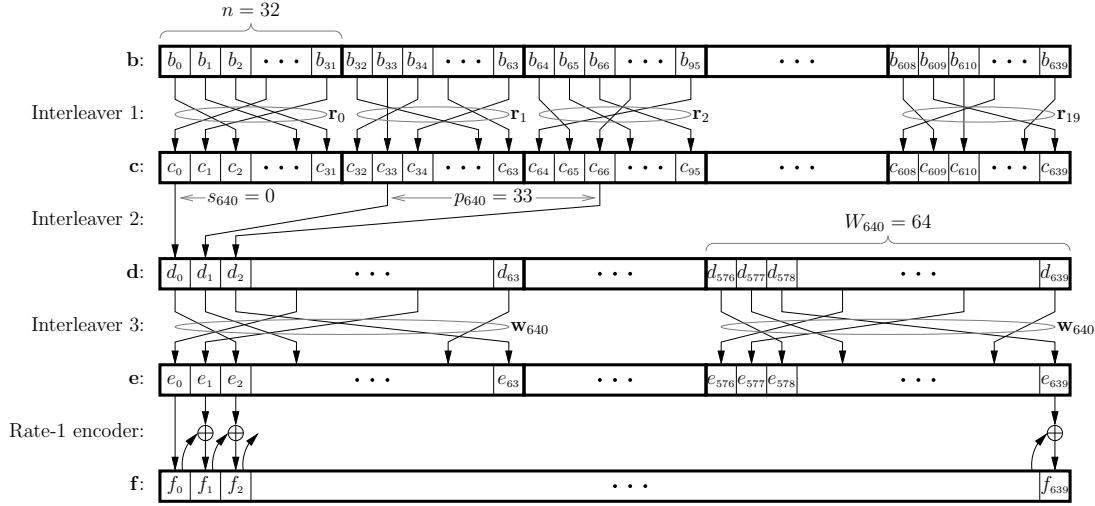 n = 32
b: b₀ b₁ b₂ ··· b₃₁ b₃₂ b₃₃ b₃₄ ··· b₆₃ b₆₄ b₆₅ b₆₆ ··· b₉₅ ··· b₆₀₈ b₆₀₉ b₆₁₀ ··· b₆₃₉
Interleaver 1: r₀ r₁ r₂ r₁₉
c: c₀ c₁ c₂ ··· c₃₁ c₃₂ c₃₃ c₃₄ ··· c₆₃ c₆₄ c₆₅ c₆₆ ··· c₉₅ ··· c₆₀₈ c₆₀₉ c₆₁₀ ··· c₆₃₉
s₆₄₀ = 0 p₆₄₀ = 33
Interleaver 2:
W₆₄₀ = 64
d: d₀ d₁ d₂ ··· d₆₃ ··· d₅₇₆ d₅₇₇ d₅₇₈ ··· d₆₃₉
Interleaver 3: w₆₄₀ w₆₄₀
e: e₀ e₁ e₂ ··· e₆₃ ··· e₅₇₆ e₅₇₇ e₅₇₈ ··· e₆₃₉
Rate-1 encoder:
f: f₀ f₁ f₂ ··· f₆₃₉